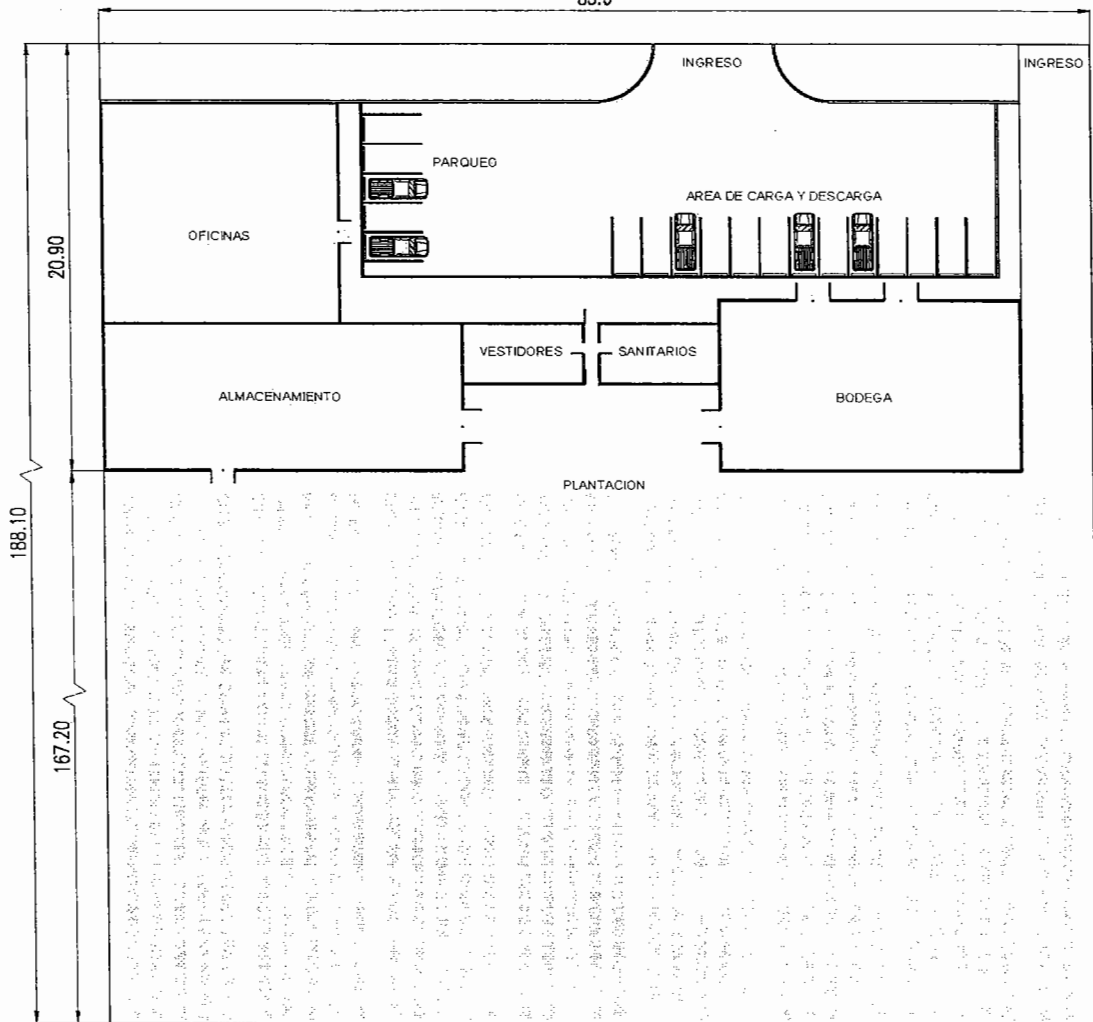 INGRESO
INGRESO
PARQUEO
AREA DE CARGA Y DESCARGA
OFICINAS
20.90
VESTIDORES
SANITARIOS
ALMACENAMIENTO
BODEGA
PLANTACION
188.10
167.20